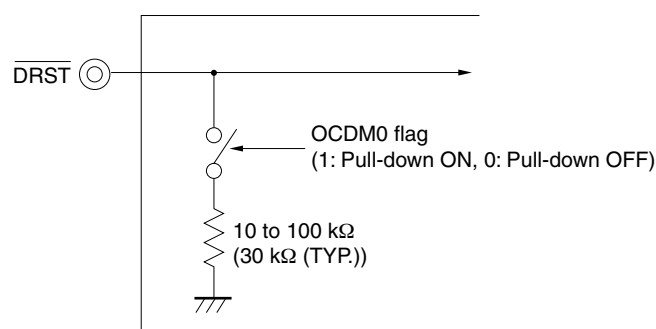 DRST
OCDM0 flag
(1: Pull-down ON, 0: Pull-down OFF)
10 to 100 kΩ
(30 kΩ (TYP.))